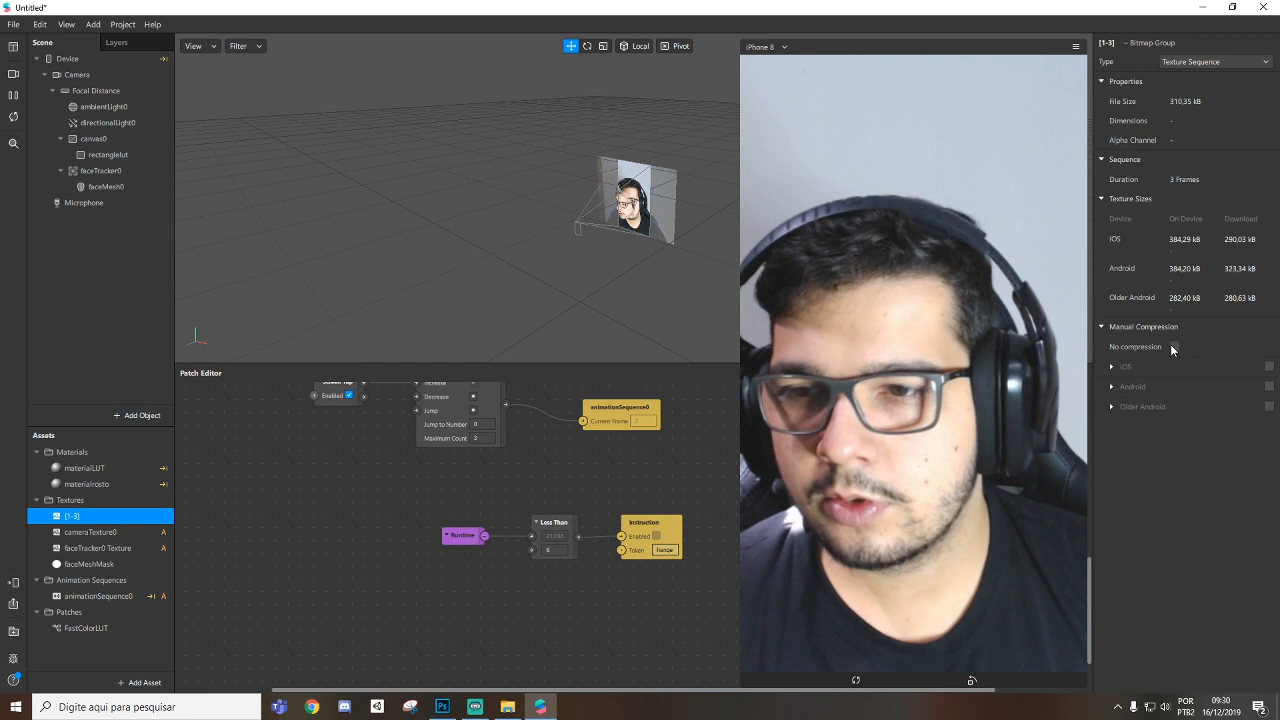 Untitled*
File Edit View Add Project Help
Scene Layers
Device
Camera
Focal Distance
ambientLight0
directionalLight0
canvas0
rectanglelut
faceTracker0
faceMesh0
Microphone
Add Object
Assets
Materials
materialLUT
materialrosto
Textures
[1-3]
cameraTexture0 A
faceTracker0 Texture A
faceMeshMask
Animation Sequences
animationSequence0 A
Patches
FastColorLUT
Add Asset
View Filter
Local Pivot
Patch Editor
Screen Tap
Enabled
Increase
Decrease
Jump
Jump to Number 0
Maximum Count 3
animationSequence0
Current Frame 2
Runtime
Less Than
6
Instruction
Enabled
Token hange
iPhone 8
[1-3] – Bitmap Group
Type Texture Sequence
Properties
File Size 310,35 kB
Dimensions -
Alpha Channel -
Sequence
Duration 3 Frames
Texture Sizes
Device On Device Download
iOS 384,29 kB 290,03 kB
-
Android 384,20 kB 323,34 kB
-
Older Android 282,40 kB 280,63 kB
-
Manual Compression
No compression
iOS
Android
Older Android
Digite aqui para pesquisar
Ps
POR 09:30
PTB2 16/12/2019
2